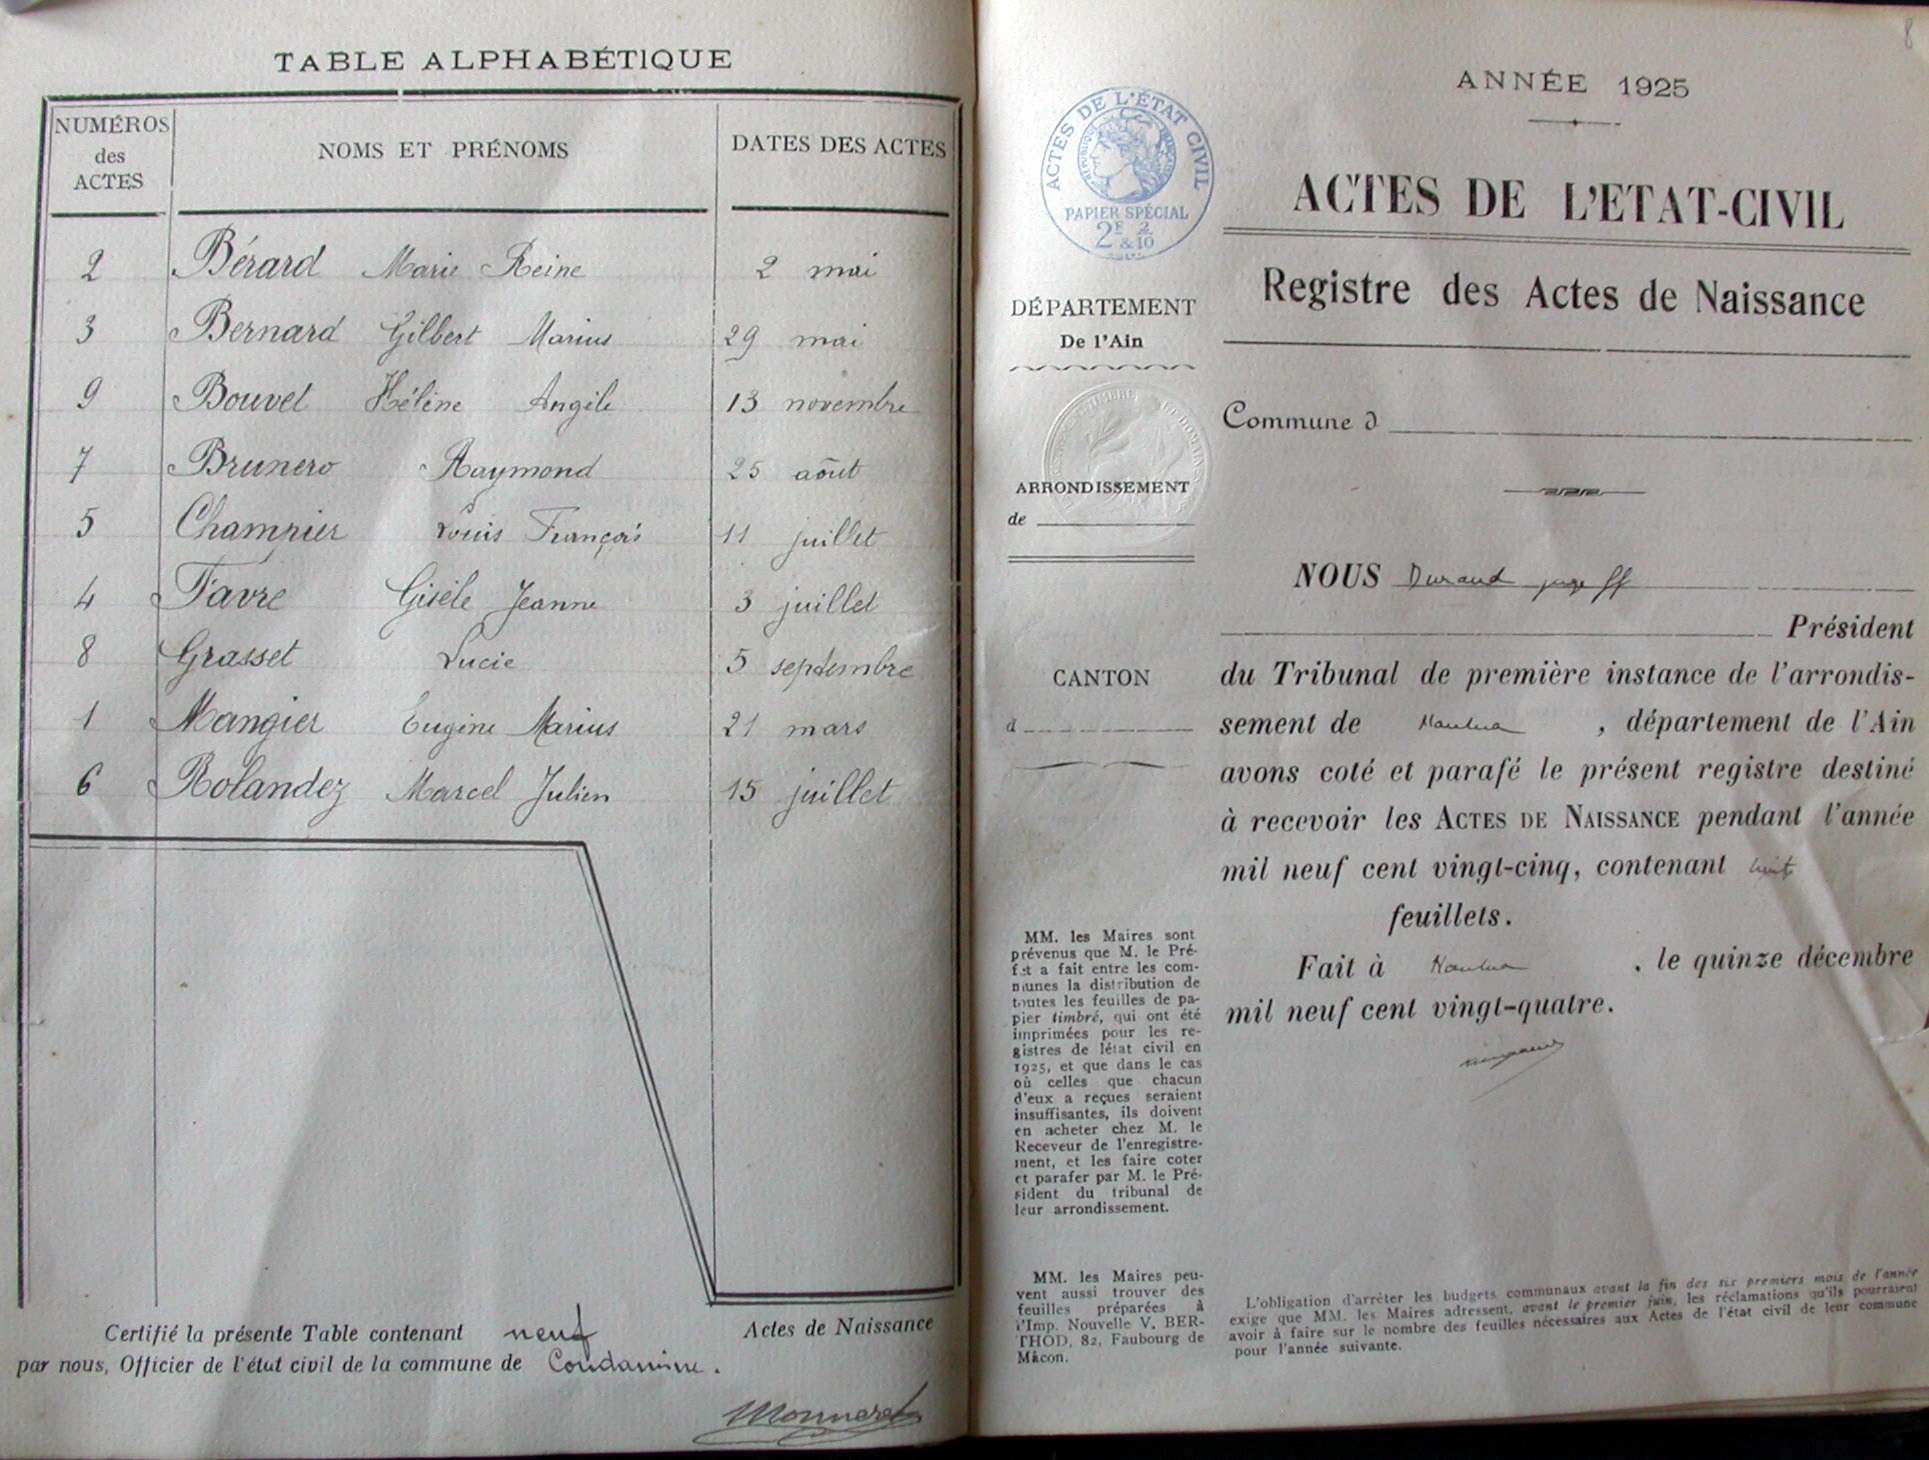 TABLE ALPHABÉTIQUE
NUMÉROS des ACTES
NOMS ET PRÉNOMS
DATES DES ACTES
2 Bérard Marie Reine 2 mai
3 Bernard Gilbert Marius 29 mai
9 Bouvet Hélène Angèle 13 novembre
7 Brunero Raymond 25 août
5 Champier Louis François 11 juillet
4 Favre Gisèle Jeanne 3 juillet
8 Grasset Lucie 5 septembre
1 Mangier Eugène Marius 21 mars
6 Rolandez Marcel Julien 15 juillet
Certifié la présente Table contenant neuf Actes de Naissance
par nous, Officier de l'état civil de la commune de Condamine.
Monneret
8
ANNÉE 1925
ACTES DE L'ÉTAT CIVIL
RÉPUBLIQUE FRANÇAISE
PAPIER SPÉCIAL
2E 2
& 10
ACTES DE L'ETAT-CIVIL
Registre des Actes de Naissance
DÉPARTEMENT
De l'Ain
Commune d
ARRONDISSEMENT
de
CANTON
d
NOUS Durand juge ff
Président
du Tribunal de première instance de l'arrondis-
sement de Nantua , département de l'Ain
avons coté et parafé le présent registre destiné
à recevoir les ACTES DE NAISSANCE pendant l'année
mil neuf cent vingt-cinq, contenant huit
feuillets.
Fait à Nantua , le quinze décembre
mil neuf cent vingt-quatre.
MM. les Maires sont
prévenus que M. le Pré-
fet a fait entre les com-
munes la distribution de
toutes les feuilles de pa-
pier timbré, qui ont été
imprimées pour les re-
gistres de létat civil en
1925, et que dans le cas
où celles que chacun
d'eux a reçues seraient
insuffisantes, ils doivent
en acheter chez M. le
Receveur de l'enregistre-
ment, et les faire coter
et parafer par M. le Pré-
sident du tribunal de
leur arrondissement.
MM. les Maires peu-
vent aussi trouver des
feuilles préparées à
l'Imp. Nouvelle V. BER-
THOD, 82, Faubourg de
Mâcon.
L'obligation d'arrêter les budgets communaux avant la fin des six premiers mois de l'année
exige que MM. les Maires adressent, avant le premier juin, les réclamations qu'ils pourraient
avoir à faire sur le nombre des feuilles nécessaires aux Actes de l'état civil de leur commune
pour l'année suivante.